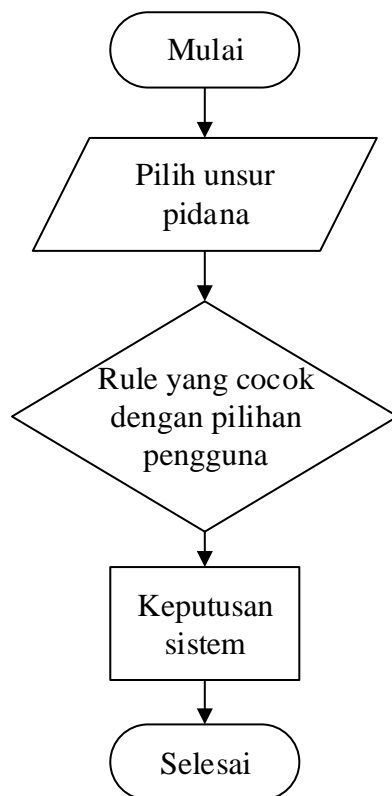 Mulai
Pilih unsur
pidana
Rule yang cocok
dengan pilihan
pengguna
Keputusan
sistem
Selesai